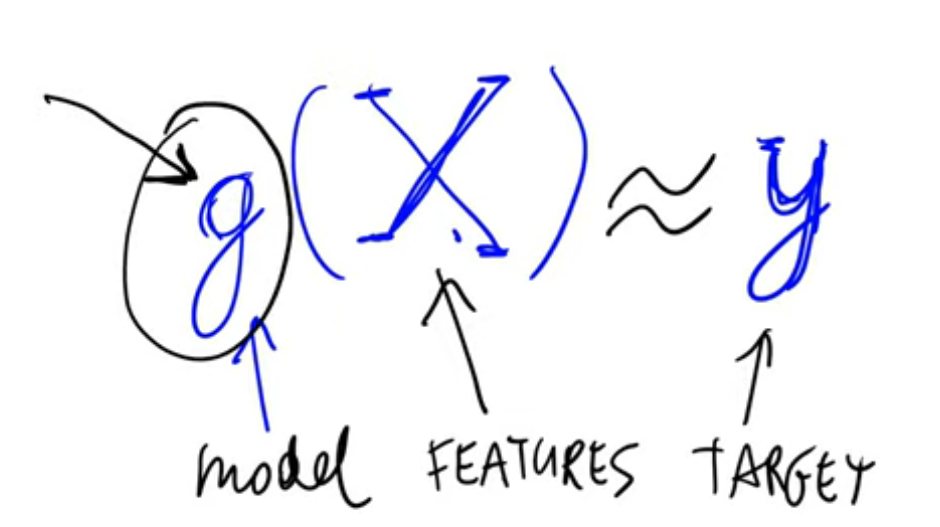 g(X) ≈ y
model FEATURES TARGET